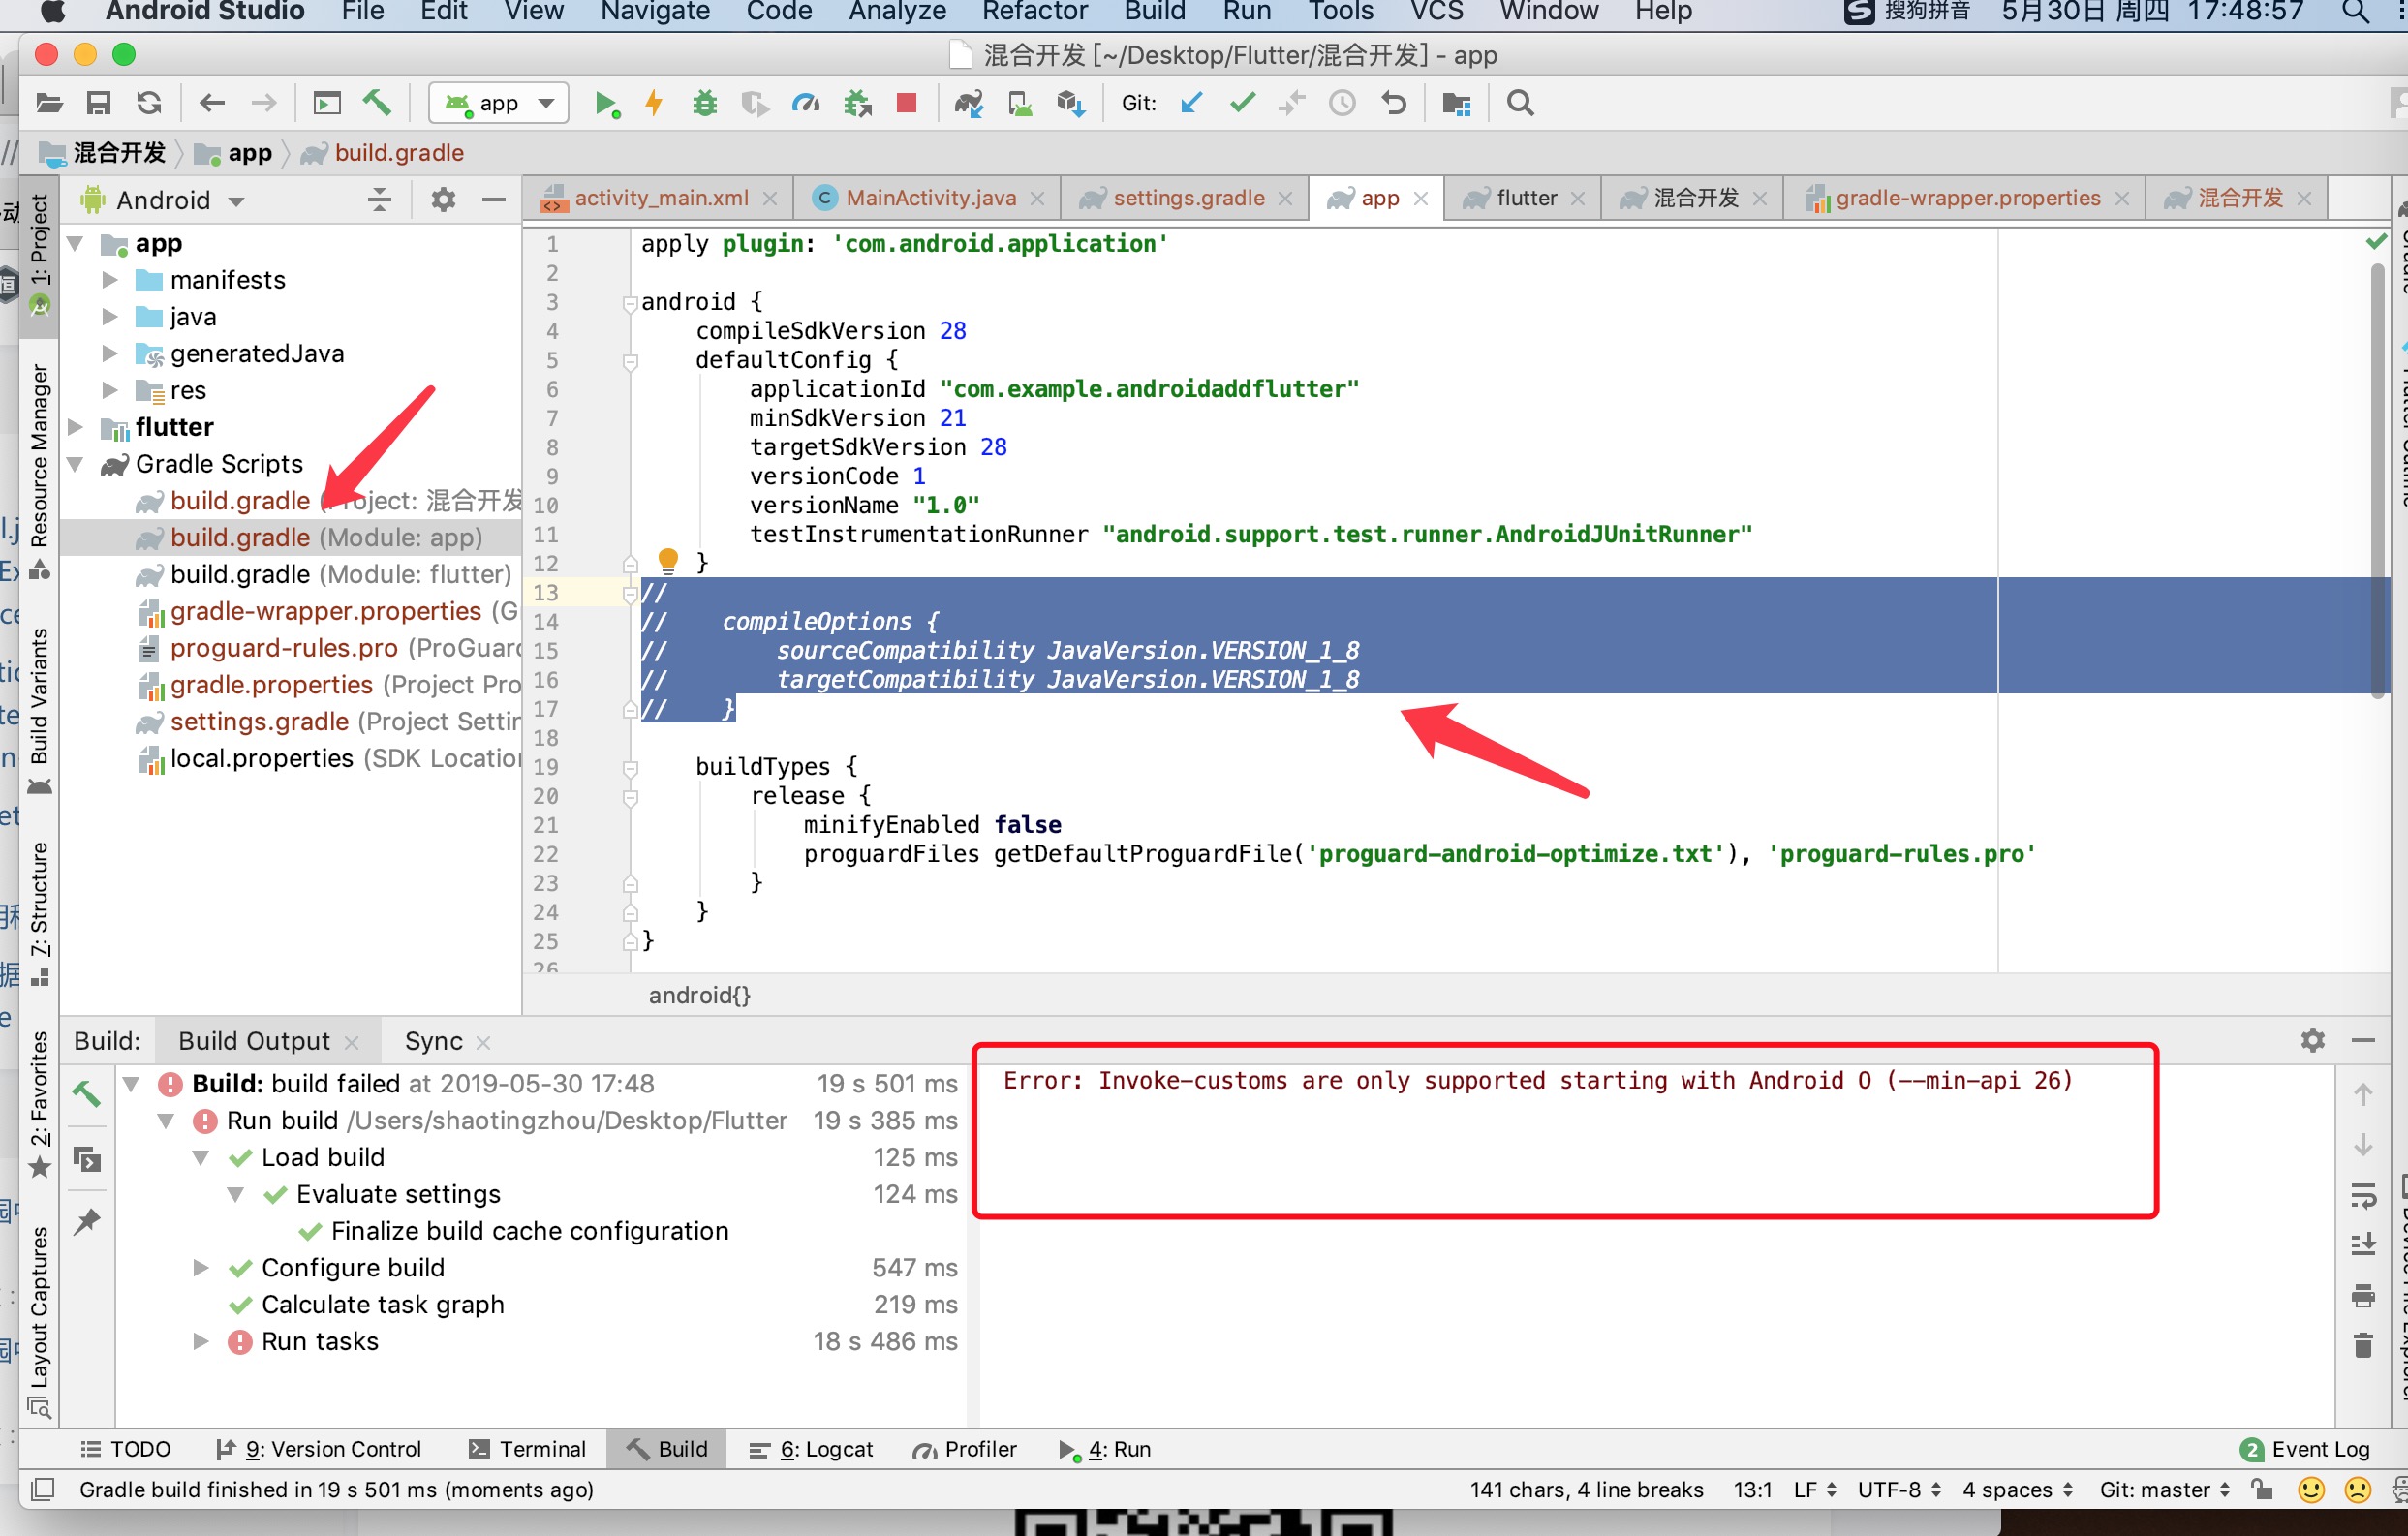 Android Studio File Edit View Navigate Code Analyze Refactor Build Run Tools VCS Window Help 搜狗拼音 5月30日 周四 17:48:57
混合开发 [~/Desktop/Flutter/混合开发] - app
app Git:
混合开发 app build.gradle
Android
activity_main.xml MainActivity.java settings.gradle app flutter 混合开发 gradle-wrapper.properties 混合开发
1: Project
Resource Manager
Build Variants
7: Structure
2: Favorites
Layout Captures
app
manifests
java
generatedJava
res
flutter
Gradle Scripts
build.gradle (Project: 混合开发
build.gradle (Module: app)
build.gradle (Module: flutter)
gradle-wrapper.properties (G
proguard-rules.pro (ProGuard
gradle.properties (Project Pro
settings.gradle (Project Settin
local.properties (SDK Location
1 apply plugin: 'com.android.application'
2
3 android {
4 compileSdkVersion 28
5 defaultConfig {
6 applicationId "com.example.androidaddflutter"
7 minSdkVersion 21
8 targetSdkVersion 28
9 versionCode 1
10 versionName "1.0"
11 testInstrumentationRunner "android.support.test.runner.AndroidJUnitRunner"
12 }
13 //
14 // compileOptions {
15 // sourceCompatibility JavaVersion.VERSION_1_8
16 // targetCompatibility JavaVersion.VERSION_1_8
17 // }
18
19 buildTypes {
20 release {
21 minifyEnabled false
22 proguardFiles getDefaultProguardFile('proguard-android-optimize.txt'), 'proguard-rules.pro'
23 }
24 }
25 }
26
android{}
Build: Build Output Sync
Build: build failed at 2019-05-30 17:48 19 s 501 ms
Run build /Users/shaotingzhou/Desktop/Flutter 19 s 385 ms
Load build 125 ms
Evaluate settings 124 ms
Finalize build cache configuration
Configure build 547 ms
Calculate task graph 219 ms
Run tasks 18 s 486 ms
Error: Invoke-customs are only supported starting with Android O (--min-api 26)
TODO 9: Version Control Terminal Build 6: Logcat Profiler 4: Run 2 Event Log
Gradle build finished in 19 s 501 ms (moments ago) 141 chars, 4 line breaks 13:1 LF UTF-8 4 spaces Git: master